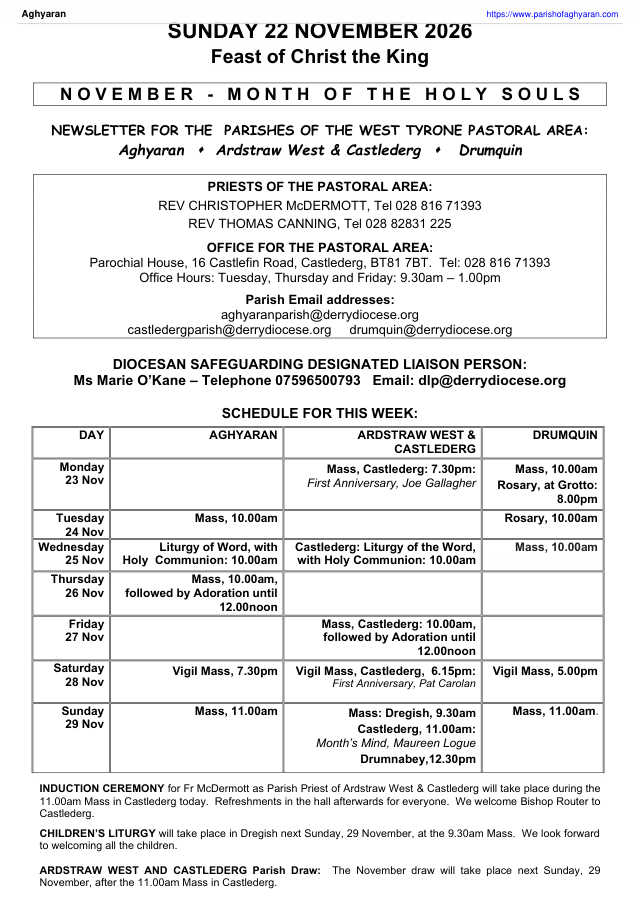 Aghyaran
https://www.parishofaghyaran.com
SUNDAY 22 NOVEMBER 2026
Feast of Christ the King
NOVEMBER - MONTH OF THE HOLY SOULS
NEWSLETTER FOR THE PARISHES OF THE WEST TYRONE PASTORAL AREA:
Aghyaran ♦ Ardstraw West & Castlederg ♦ Drumquin
PRIESTS OF THE PASTORAL AREA:
REV CHRISTOPHER McDERMOTT, Tel 028 816 71393
REV THOMAS CANNING, Tel 028 82831 225
OFFICE FOR THE PASTORAL AREA:
Parochial House, 16 Castlefin Road, Castlederg, BT81 7BT. Tel: 028 816 71393
Office Hours: Tuesday, Thursday and Friday: 9.30am – 1.00pm
Parish Email addresses:
aghyaranparish@derrydiocese.org
castledergparish@derrydiocese.org drumquin@derrydiocese.org
DIOCESAN SAFEGUARDING DESIGNATED LIAISON PERSON:
Ms Marie O'Kane – Telephone 07596500793 Email: dlp@derrydiocese.org
SCHEDULE FOR THIS WEEK:
DAY AGHYARAN ARDSTRAW WEST & CASTLEDERG DRUMQUIN
Monday 23 Nov
Mass, Castlederg: 7.30pm:
First Anniversary, Joe Gallagher
Mass, 10.00am
Rosary, at Grotto:
8.00pm
Tuesday
24 Nov
Mass, 10.00am
Rosary, 10.00am
Wednesday
25 Nov
Liturgy of Word, with
Holy Communion: 10.00am
Castlederg: Liturgy of the Word,
with Holy Communion: 10.00am
Mass, 10.00am
Thursday
26 Nov
Mass, 10.00am,
followed by Adoration until
12.00noon
Friday
27 Nov
Mass, Castlederg: 10.00am,
followed by Adoration until
12.00noon
Saturday
28 Nov
Vigil Mass, 7.30pm
Vigil Mass, Castlederg, 6.15pm:
First Anniversary, Pat Carolan
Vigil Mass, 5.00pm
Sunday
29 Nov
Mass, 11.00am
Mass: Dregish, 9.30am
Castlederg, 11.00am:
Month's Mind, Maureen Logue
Drumnabey,12.30pm
Mass, 11.00am.
INDUCTION CEREMONY for Fr McDermott as Parish Priest of Ardstraw West & Castlederg will take place during the
11.00am Mass in Castlederg today. Refreshments in the hall afterwards for everyone. We welcome Bishop Router to
Castlederg.
CHILDREN'S LITURGY will take place in Dregish next Sunday, 29 November, at the 9.30am Mass. We look forward
to welcoming all the children.
ARDSTRAW WEST AND CASTLEDERG Parish Draw: The November draw will take place next Sunday, 29
November, after the 11.00am Mass in Castlederg.